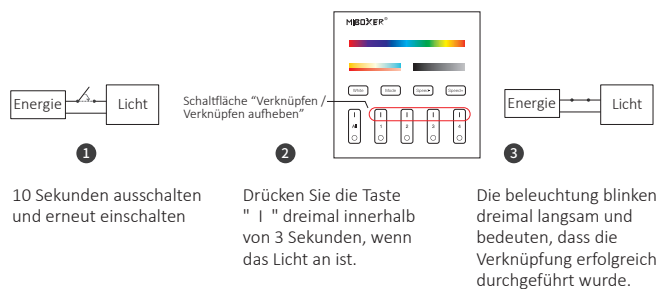 MiBOXER®
White
Mode
Speed+
Speed-
Schaltfläche “Verknüpfen /
Verknüpfen aufheben”
I
I
I
I
I
All
1
2
3
4
Energie
Licht
Energie
Licht
1
2
3
10 Sekunden ausschalten
und erneut einschalten
Drücken Sie die Taste
" I " dreimal innerhalb
von 3 Sekunden, wenn
das Licht an ist.
Die beleuchtung blinken
dreimal langsam und
bedeuten, dass die
Verknüpfung erfolgreich
durchgeführt wurde.